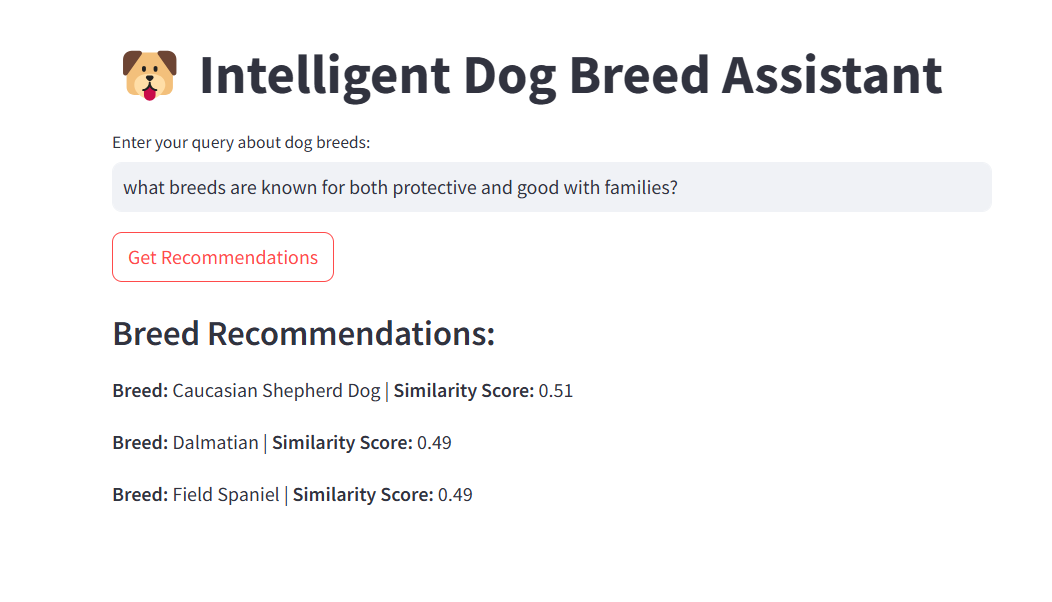 Intelligent Dog Breed Assistant
Enter your query about dog breeds:
what breeds are known for both protective and good with families?
Get Recommendations
Breed Recommendations:
Breed: Caucasian Shepherd Dog | Similarity Score: 0.51
Breed: Dalmatian | Similarity Score: 0.49
Breed: Field Spaniel | Similarity Score: 0.49